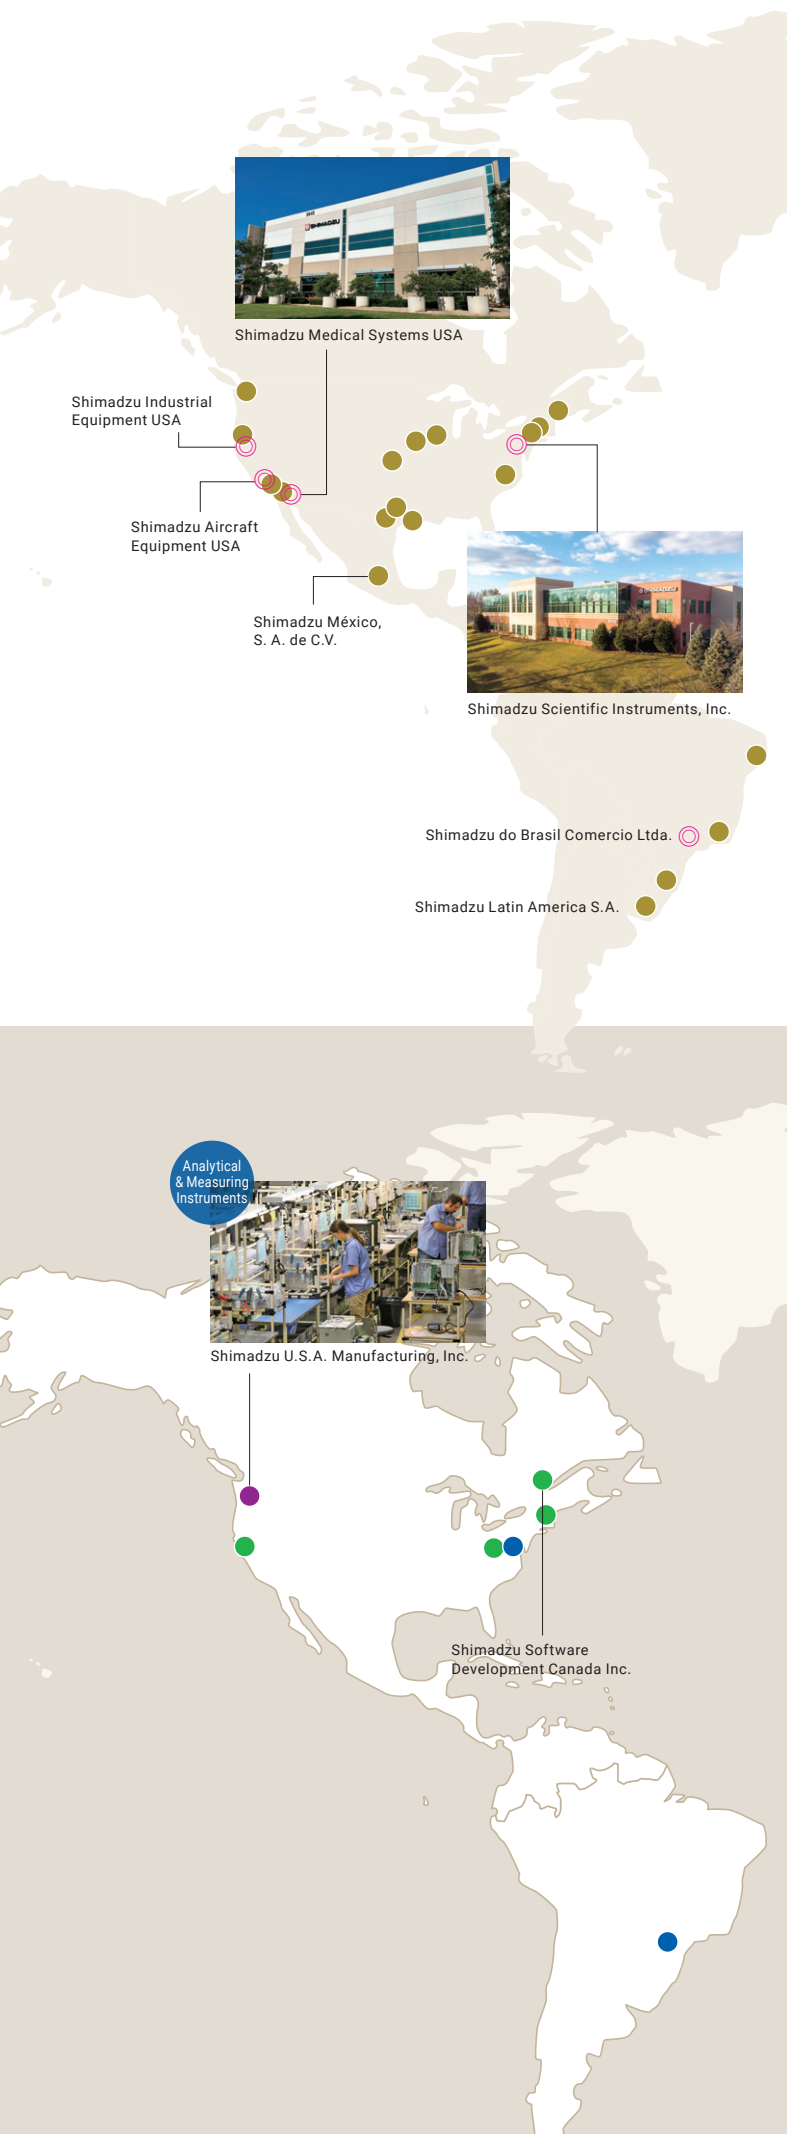 SHIMADZU
Shimadzu Medical Systems USA
Shimadzu Industrial
Equipment USA
Shimadzu Aircraft
Equipment USA
Shimadzu México,
S. A. de C.V.
SHIMADZU
Shimadzu Scientific Instruments, Inc.
Shimadzu do Brasil Comercio Ltda.
Shimadzu Latin America S.A.
Analytical
& Measuring
Instruments
Shimadzu U.S.A. Manufacturing, Inc.
Shimadzu Software
Development Canada Inc.